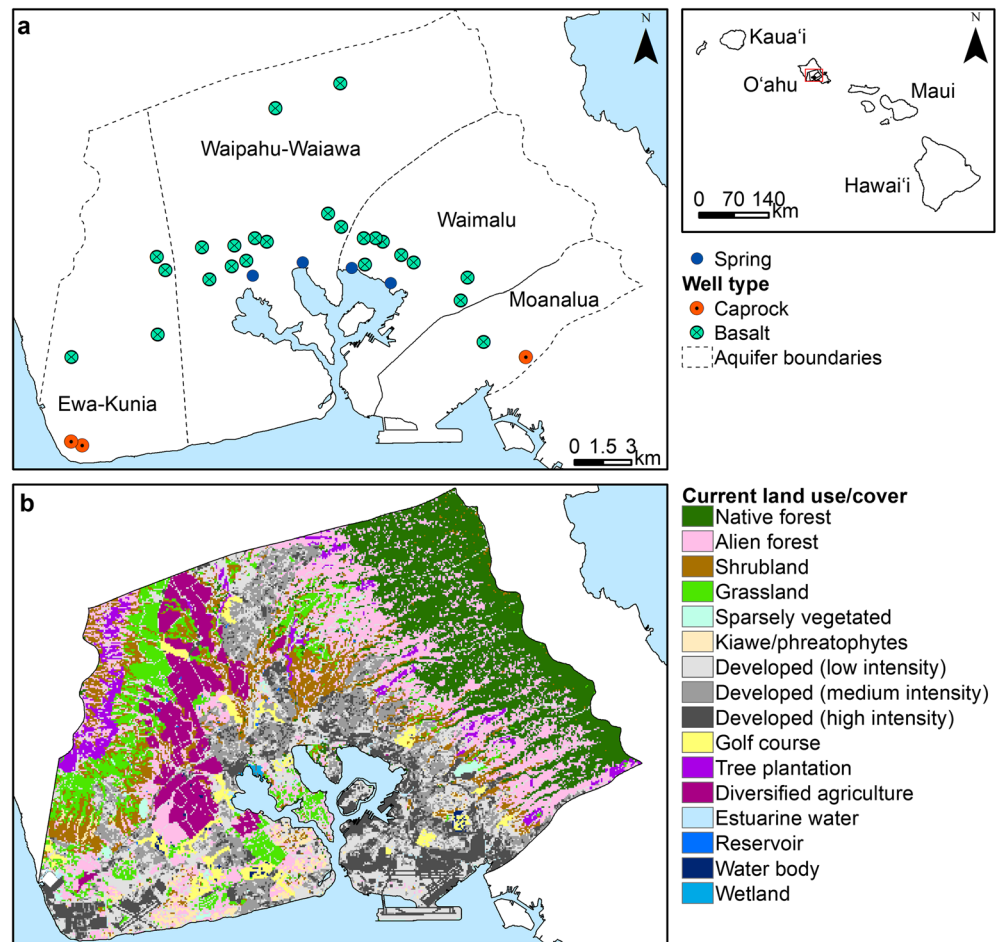 a
N
Waipahu-Waiawa
Waimalu
Moanalua
Ewa-Kunia
0 1.5 3
km
N
Kauaʻi
Oʻahu
Maui
Hawaiʻi
0 70 140
km
Spring
Well type
Caprock
Basalt
Aquifer boundaries
b
Current land use/cover
Native forest
Alien forest
Shrubland
Grassland
Sparsely vegetated
Kiawe/phreatophytes
Developed (low intensity)
Developed (medium intensity)
Developed (high intensity)
Golf course
Tree plantation
Diversified agriculture
Estuarine water
Reservoir
Water body
Wetland